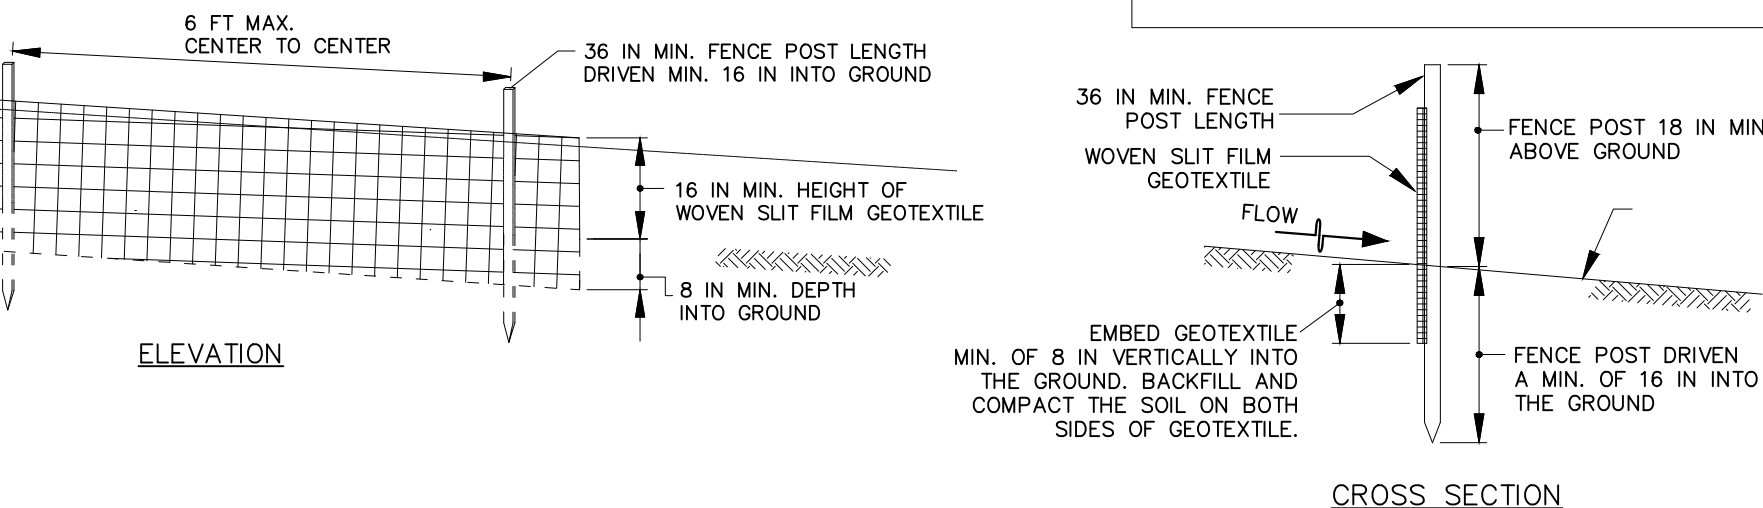 6 FT MAX.
CENTER TO CENTER
36 IN MIN. FENCE POST LENGTH
DRIVEN MIN. 16 IN INTO GROUND
16 IN MIN. HEIGHT OF
WOVEN SLIT FILM GEOTEXTILE
8 IN MIN. DEPTH
INTO GROUND
ELEVATION
36 IN MIN. FENCE
POST LENGTH
WOVEN SLIT FILM
GEOTEXTILE
FLOW
FENCE POST 18 IN MIN
ABOVE GROUND
EMBED GEOTEXTILE
MIN. OF 8 IN VERTICALLY INTO
THE GROUND. BACKFILL AND
COMPACT THE SOIL ON BOTH
SIDES OF GEOTEXTILE.
FENCE POST DRIVEN
A MIN. OF 16 IN INTO
THE GROUND
CROSS SECTION